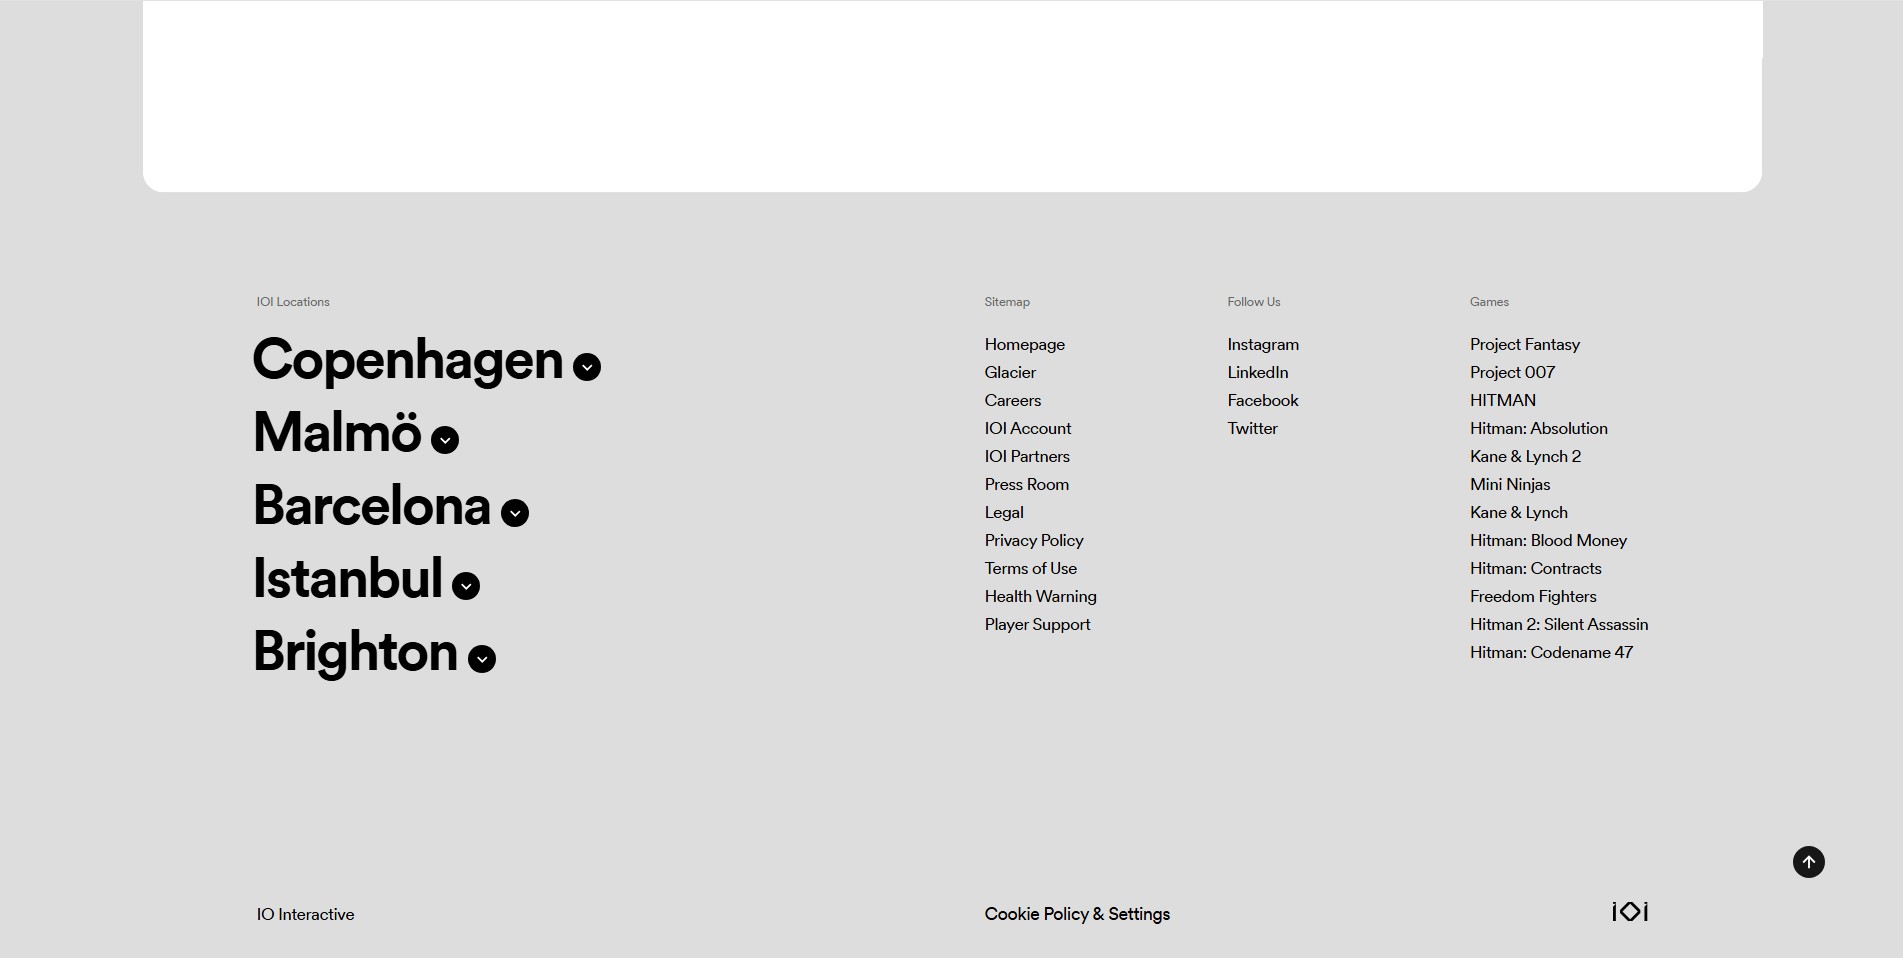 IOI Locations
Copenhagen
Malmö
Barcelona
Istanbul
Brighton
Sitemap
Homepage
Glacier
Careers
IOI Account
IOI Partners
Press Room
Legal
Privacy Policy
Terms of Use
Health Warning
Player Support
Follow Us
Instagram
LinkedIn
Facebook
Twitter
Games
Project Fantasy
Project 007
HITMAN
Hitman: Absolution
Kane & Lynch 2
Mini Ninjas
Kane & Lynch
Hitman: Blood Money
Hitman: Contracts
Freedom Fighters
Hitman 2: Silent Assassin
Hitman: Codename 47
IO Interactive
Cookie Policy & Settings
IOI